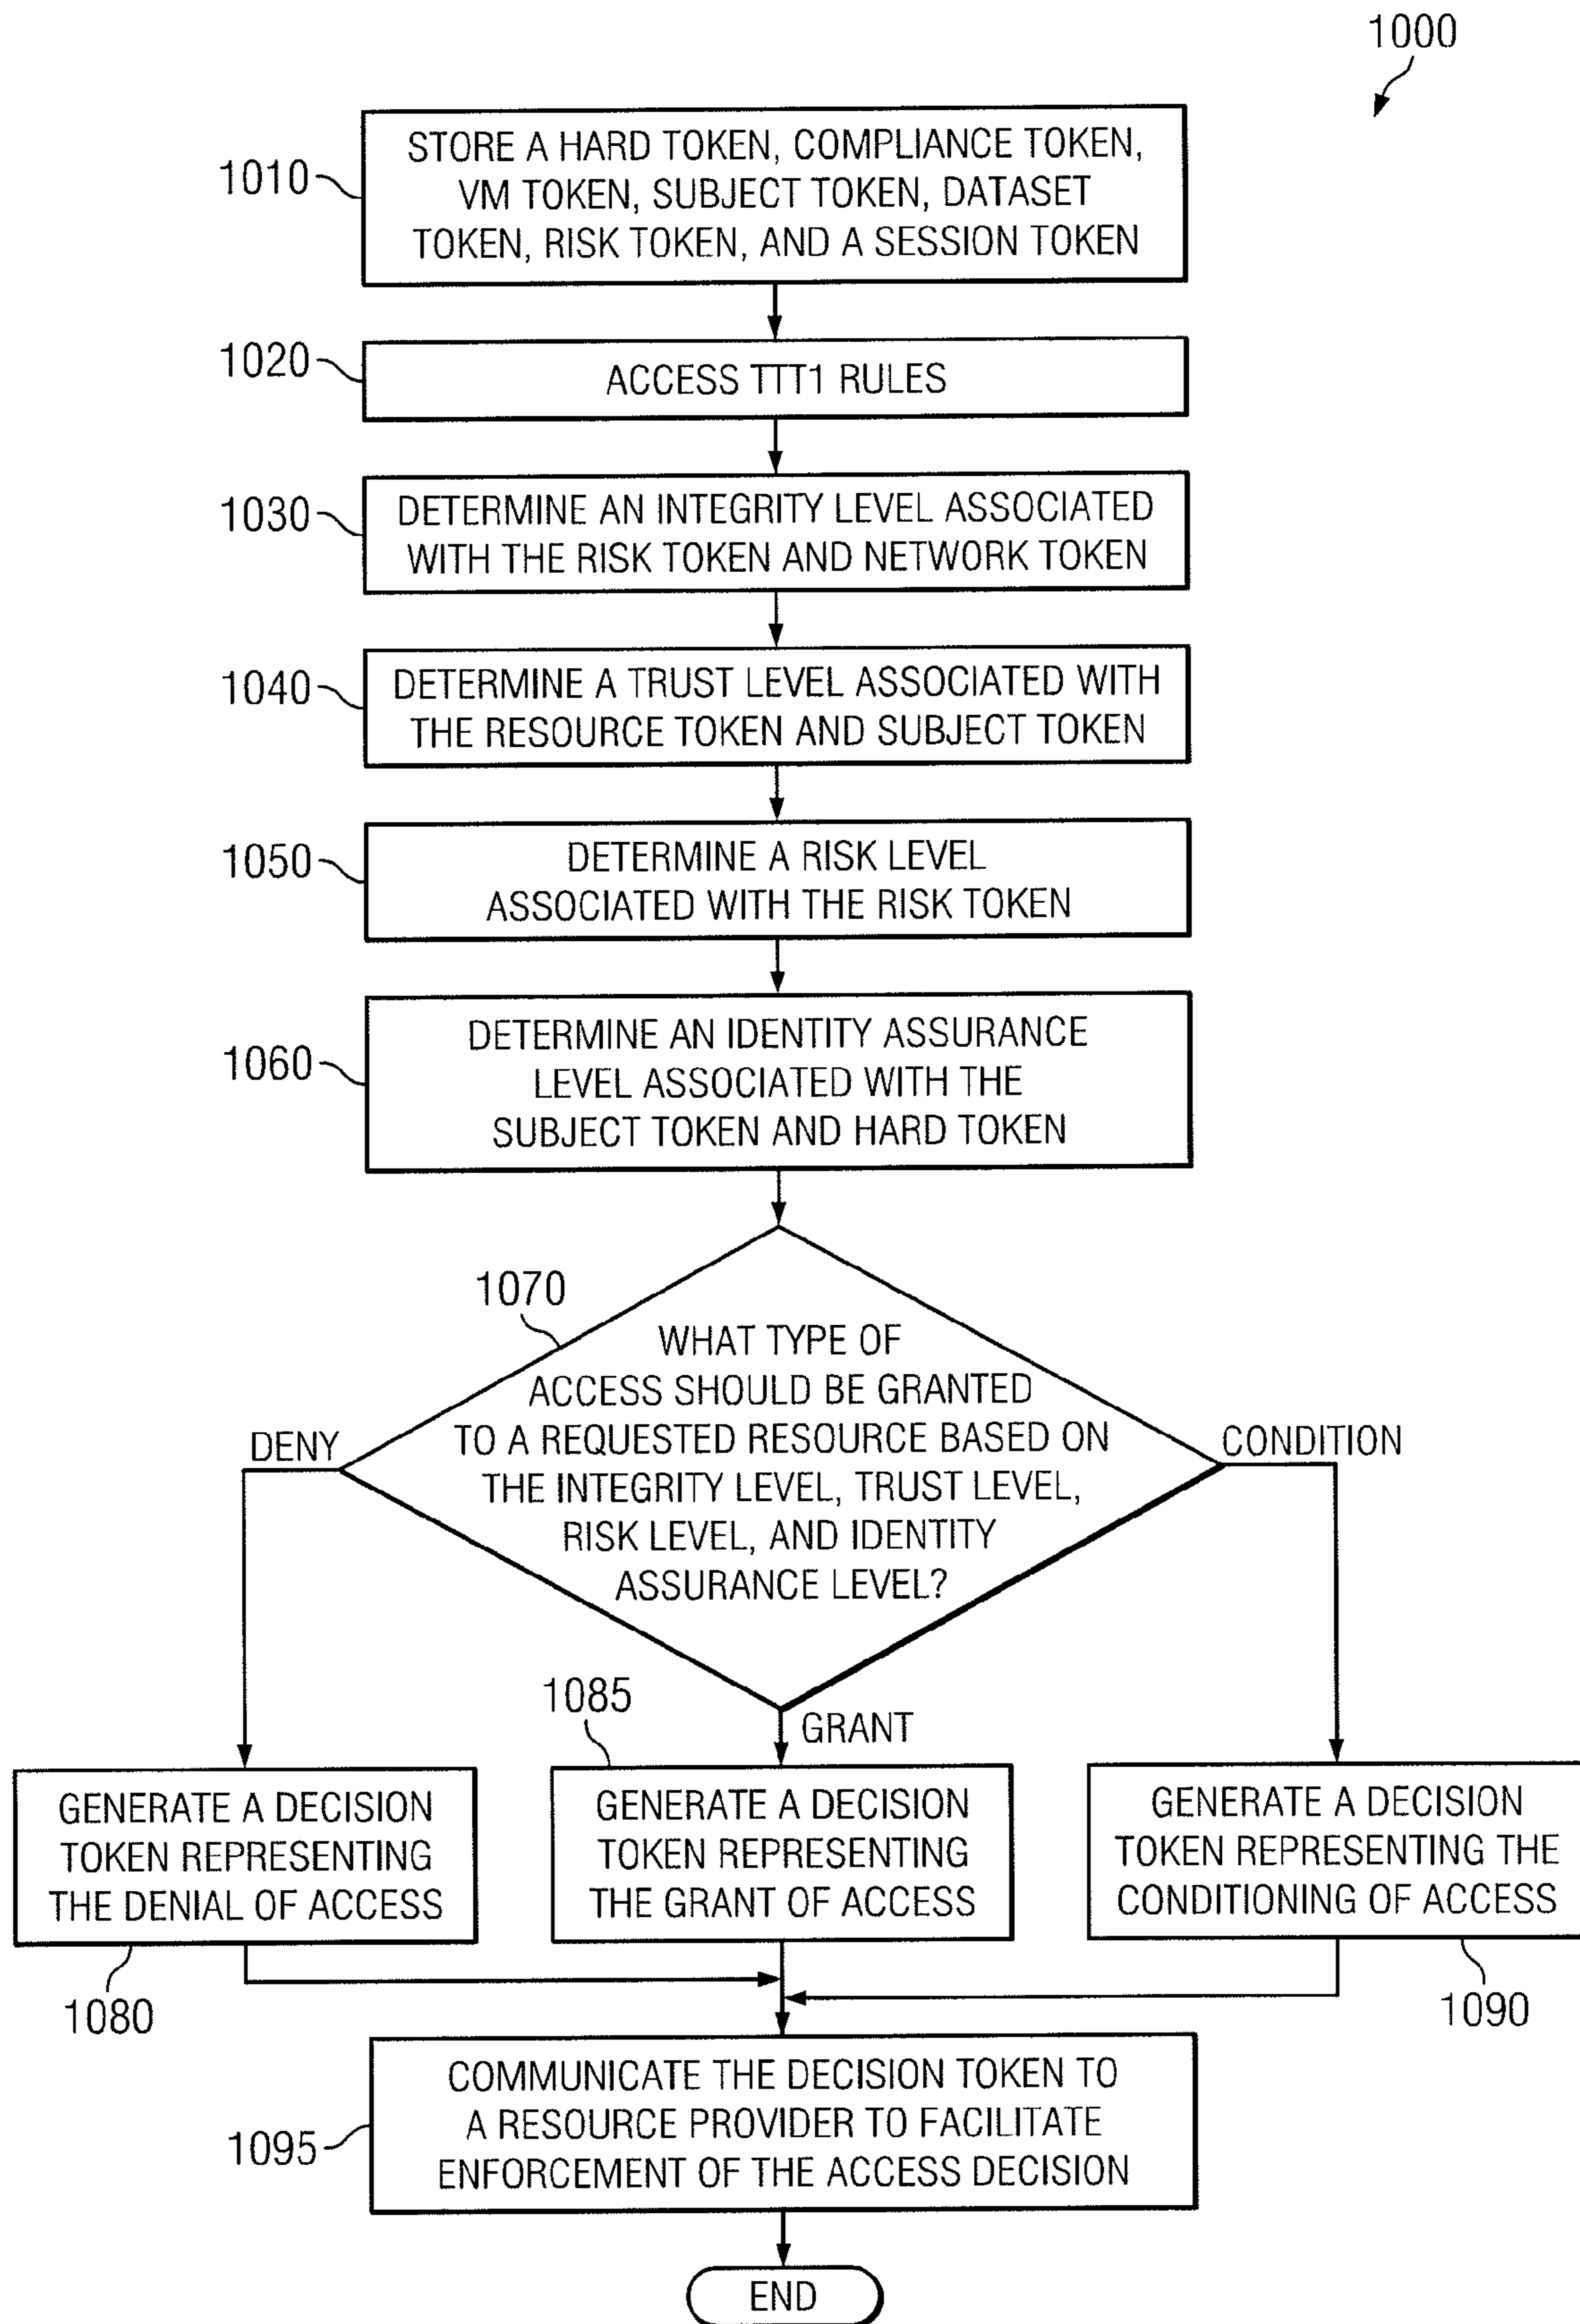 1000
1010
STORE A HARD TOKEN, COMPLIANCE TOKEN,
VM TOKEN, SUBJECT TOKEN, DATASET
TOKEN, RISK TOKEN, AND A SESSION TOKEN
1020
ACCESS TTT1 RULES
1030
DETERMINE AN INTEGRITY LEVEL ASSOCIATED
WITH THE RISK TOKEN AND NETWORK TOKEN
1040
DETERMINE A TRUST LEVEL ASSOCIATED WITH
THE RESOURCE TOKEN AND SUBJECT TOKEN
1050
DETERMINE A RISK LEVEL
ASSOCIATED WITH THE RISK TOKEN
1060
DETERMINE AN IDENTITY ASSURANCE
LEVEL ASSOCIATED WITH THE
SUBJECT TOKEN AND HARD TOKEN
1070
WHAT TYPE OF
ACCESS SHOULD BE GRANTED
TO A REQUESTED RESOURCE BASED ON
THE INTEGRITY LEVEL, TRUST LEVEL,
RISK LEVEL, AND IDENTITY
ASSURANCE LEVEL?
DENY
CONDITION
GRANT
1085
GENERATE A DECISION
TOKEN REPRESENTING
THE DENIAL OF ACCESS
1080
GENERATE A DECISION
TOKEN REPRESENTING
THE GRANT OF ACCESS
GENERATE A DECISION
TOKEN REPRESENTING THE
CONDITIONING OF ACCESS
1090
1095
COMMUNICATE THE DECISION TOKEN TO
A RESOURCE PROVIDER TO FACILITATE
ENFORCEMENT OF THE ACCESS DECISION
END